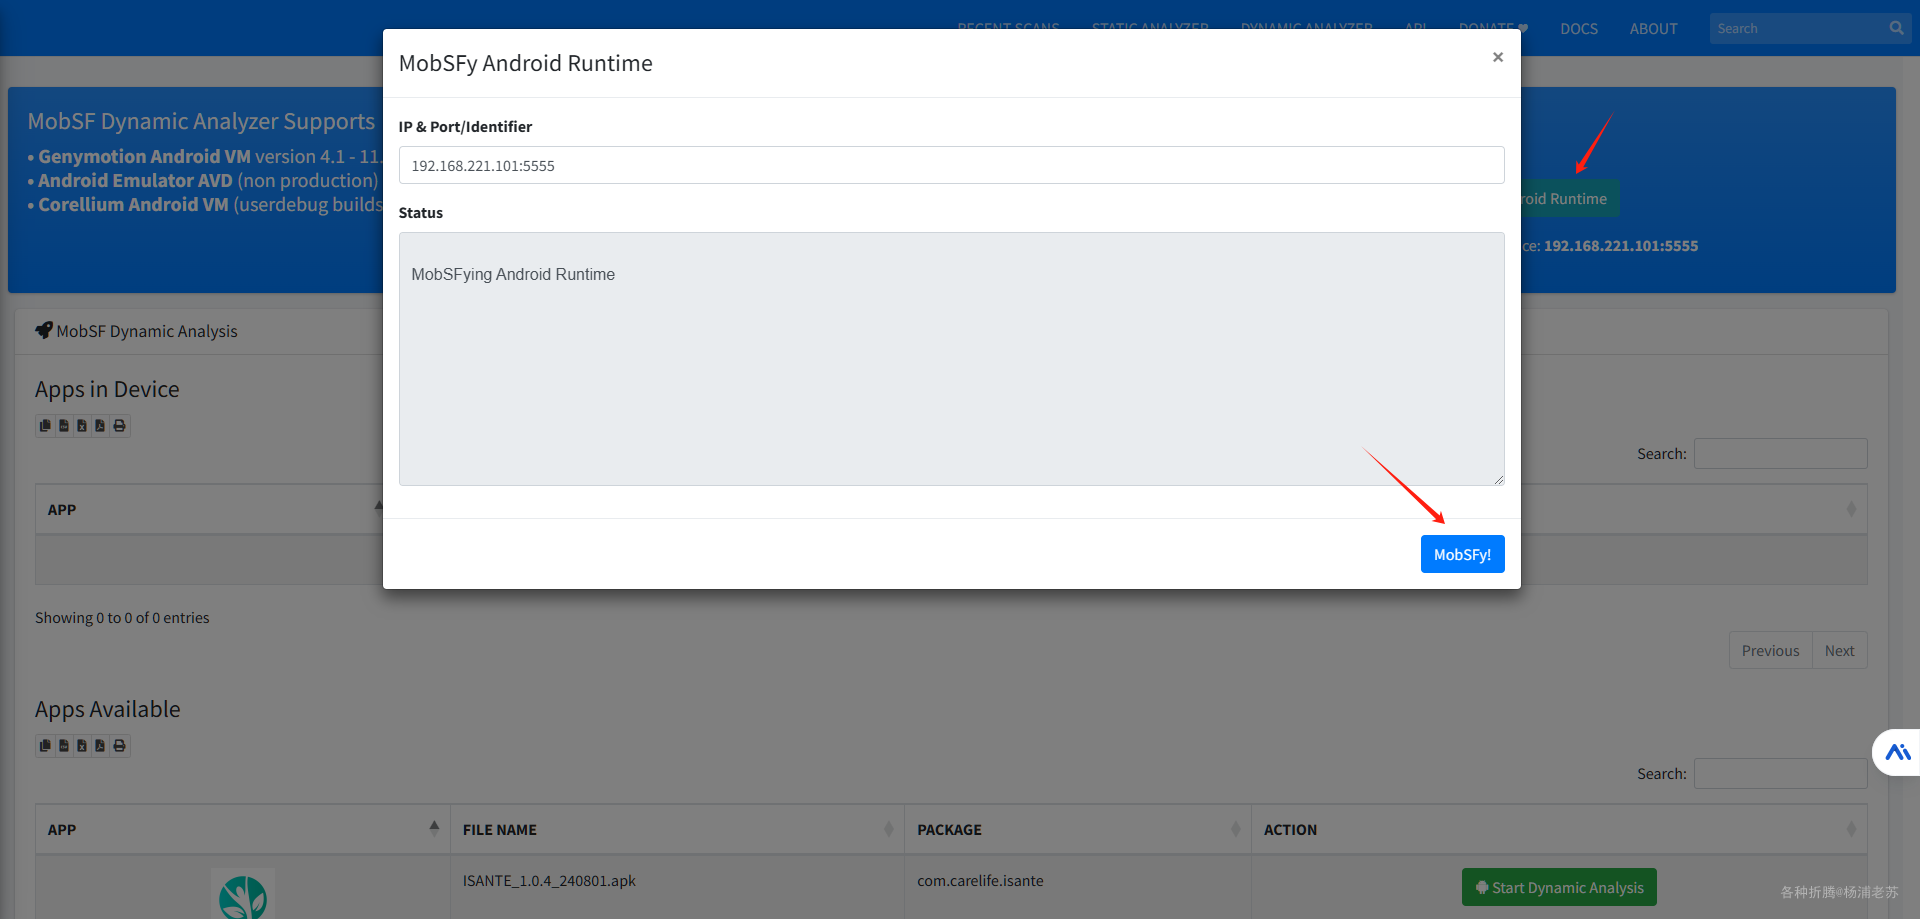 RECENT SCANS STATIC ANALYZER DYNAMIC ANALYZER API DONATE DOCS ABOUT Search
MobSFy Android Runtime
×
IP & Port/Identifier
192.168.221.101:5555
Status
MobSFying Android Runtime
MobSFy!
MobSF Dynamic Analyzer Supports
• Genymotion Android VM version 4.1 - 11.
• Android Emulator AVD (non production)
• Corellium Android VM (userdebug builds
roid Runtime
ce: 192.168.221.101:5555
MobSF Dynamic Analysis
Apps in Device
Search:
APP
Showing 0 to 0 of 0 entries
Previous Next
Apps Available
Search:
APP FILE NAME PACKAGE ACTION
ISANTE_1.0.4_240801.apk com.carelife.isante Start Dynamic Analysis
各种折腾@杨浦老苏